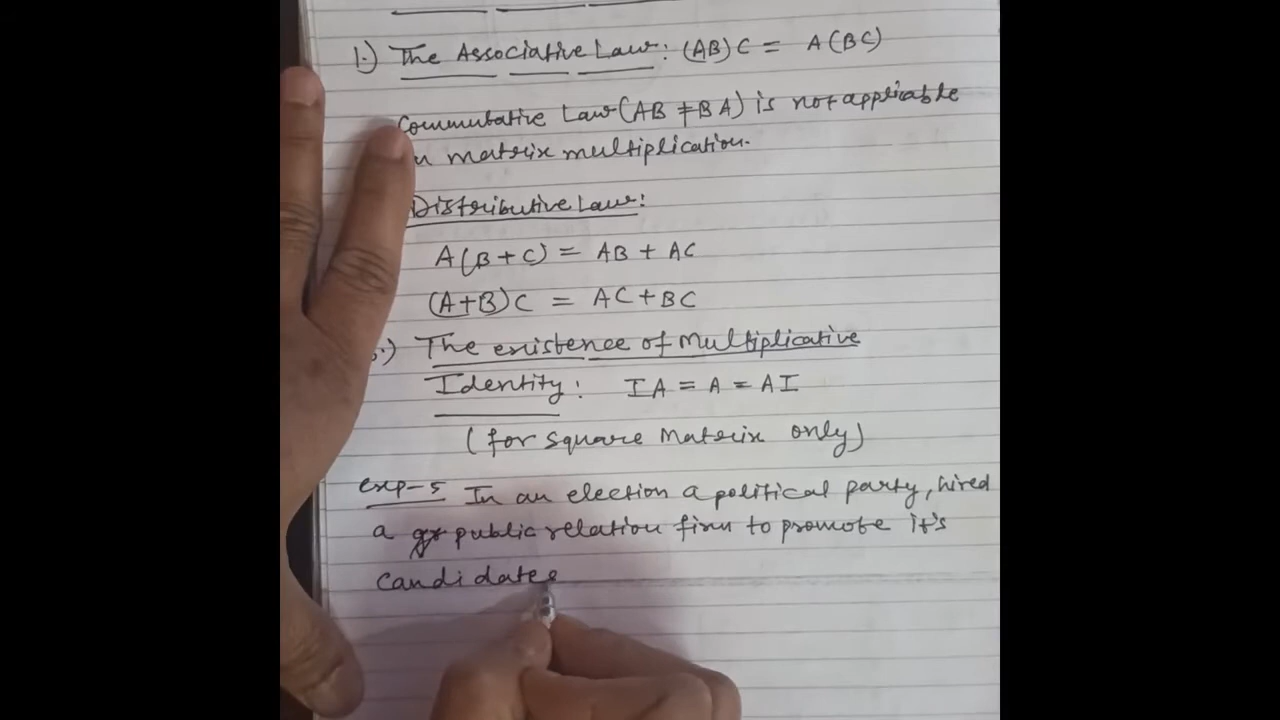 1.) The Associative Law: (AB)C = A(BC)
Commutative Law (AB ≠ BA) is not applicable
matrix multiplication.
Distributive Law:
A(B+C) = AB + AC
(A+B)C = AC + BC
The existence of Multiplicative
Identity: IA = A = AI
(for square Matrix only)
exp-5 In an election a political party, hired
a public relation firm to promote it's
candidates